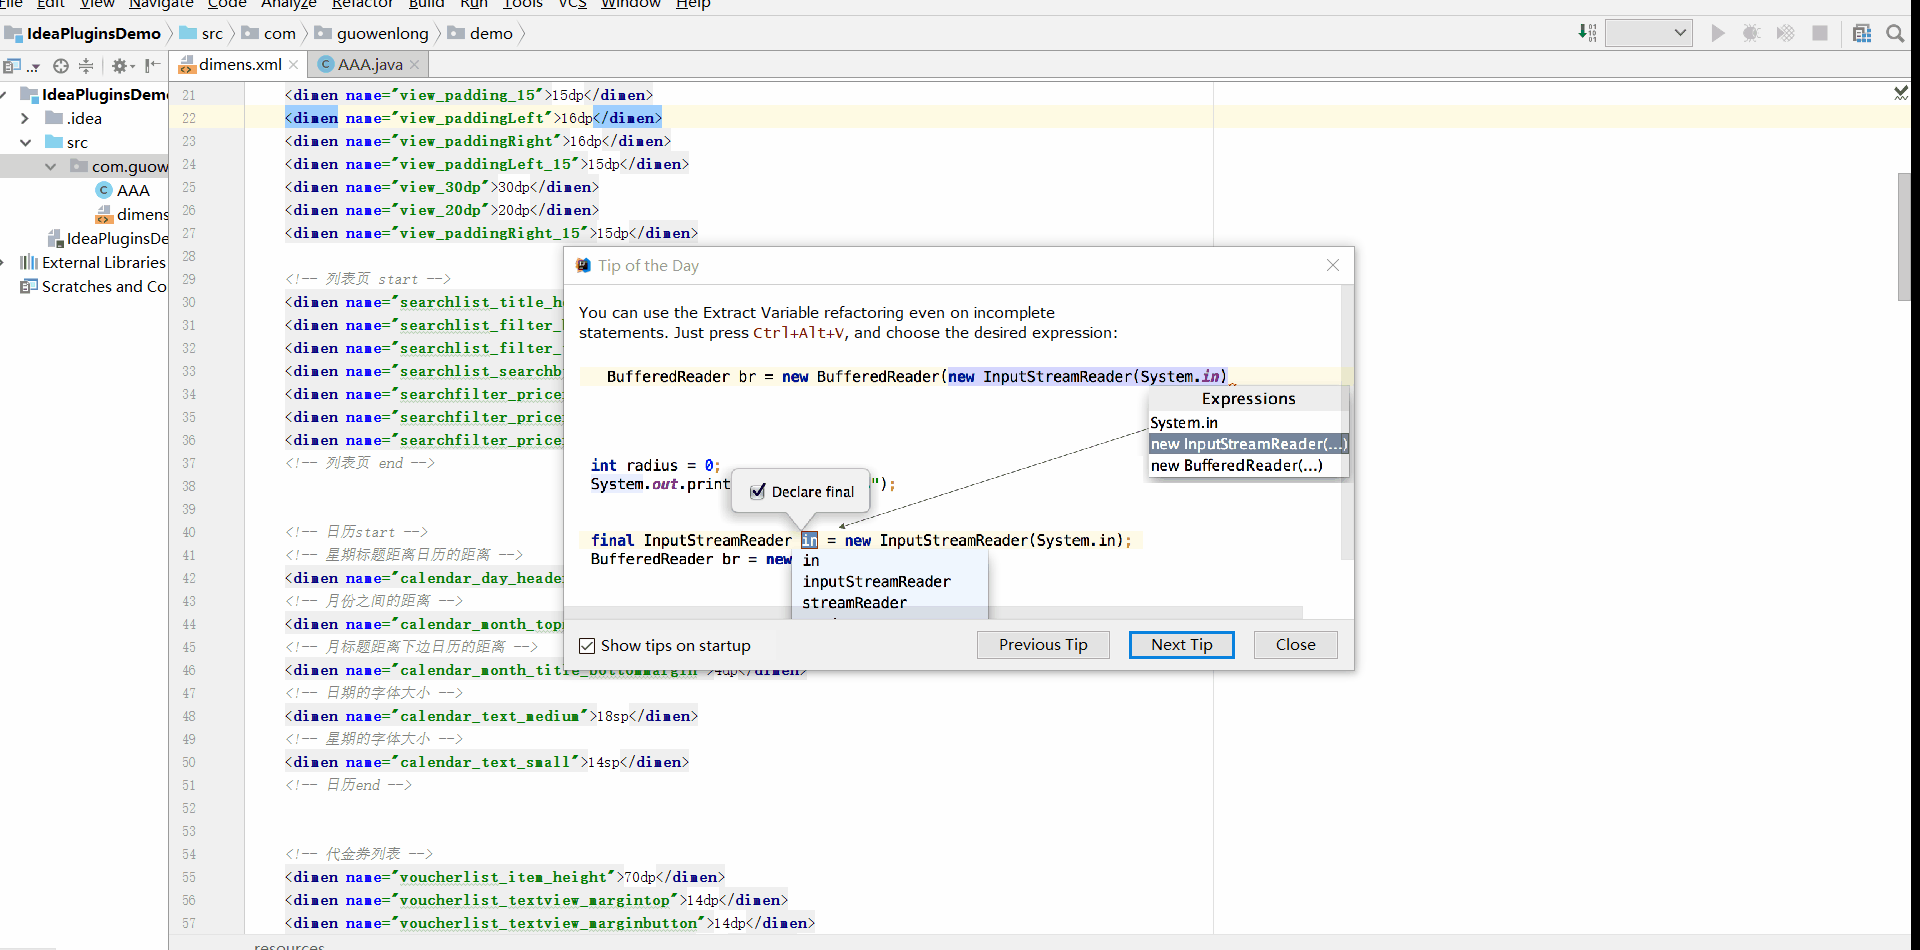 File Edit View Navigate Code Analyze Refactor Build Run Tools VCS Window Help
IdeaPluginsDemo src com guowenlong demo
dimens.xml AAA.java
IdeaPluginsDem
.idea
src
com.guow
AAA
dimens
IdeaPluginsDe
External Libraries
Scratches and Co
21 <dimen name="view_padding_15">15dp</dimen>
22 <dimen name="view_paddingLeft">16dp</dimen>
23 <dimen name="view_paddingRight">16dp</dimen>
24 <dimen name="view_paddingLeft_15">15dp</dimen>
25 <dimen name="view_30dp">30dp</dimen>
26 <dimen name="view_20dp">20dp</dimen>
27 <dimen name="view_paddingRight_15">15dp</dimen>
28
29 <!-- 列表页 start -->
30 <dimen name="searchlist_title_h
31 <dimen name="searchlist_filter_
32 <dimen name="searchlist_filter_
33 <dimen name="searchlist_searchb
34 <dimen name="searchfilter_price
35 <dimen name="searchfilter_price
36 <dimen name="searchfilter_price
37 <!-- 列表页 end -->
38
39
40 <!-- 日历start -->
41 <!-- 星期标题距离日历的距离 -->
42 <dimen name="calendar_day_heade
43 <!-- 月份之间的距离 -->
44 <dimen name="calendar_month_top
45 <!-- 月标题距离下边日历的距离 -->
46 <dimen name="calendar_month_title_bottommargin">4dp</dimen>
47 <!-- 日期的字体大小 -->
48 <dimen name="calendar_text_medium">18sp</dimen>
49 <!-- 星期的字体大小 -->
50 <dimen name="calendar_text_small">14sp</dimen>
51 <!-- 日历end -->
52
53
54 <!-- 代金券列表 -->
55 <dimen name="voucherlist_item_height">70dp</dimen>
56 <dimen name="voucherlist_textview_margintop">14dp</dimen>
57 <dimen name="voucherlist_textview_marginbutton">14dp</dimen>
resources
Tip of the Day
You can use the Extract Variable refactoring even on incomplete
statements. Just press Ctrl+Alt+V, and choose the desired expression:
BufferedReader br = new BufferedReader(new InputStreamReader(System.in)
Expressions
System.in
new InputStreamReader(...)
new BufferedReader(...)
int radius = 0;
System.out.print ");
Declare final
final InputStreamReader in = new InputStreamReader(System.in);
BufferedReader br = new
in
inputStreamReader
streamReader
Show tips on startup
Previous Tip Next Tip Close